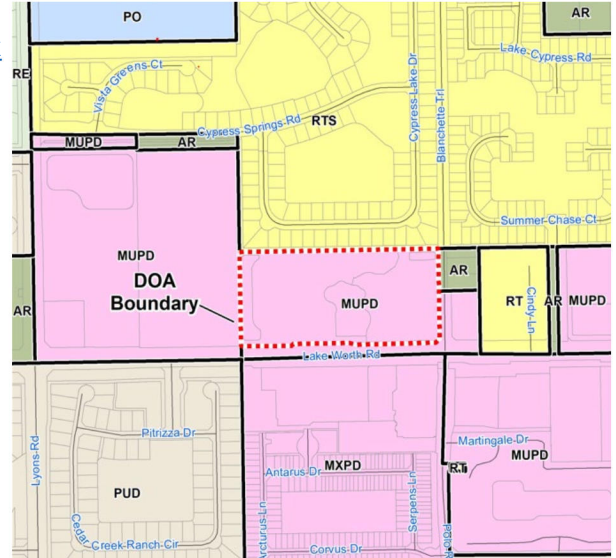 PO
AR
RE
Vista Greens Ct
Lake Cypress Rd
Cypress Lake Dr
Blanchette Trl
Cypress Springs Rd
RTS
MUPD
AR
Summer Chase Ct
MUPD
DOA
Boundary
AR
MUPD
AR
RT
Cindy Ln
AR
MUPD
Lake Worth Rd
Lyons Rd
Pitrizza Dr
PUD
Cedar Creek Ranch Cir
Arcturus Ln
Antarus Dr
MXPD
Serpens Ln
Corvus Dr
Martingale Dr
RT
MUPD